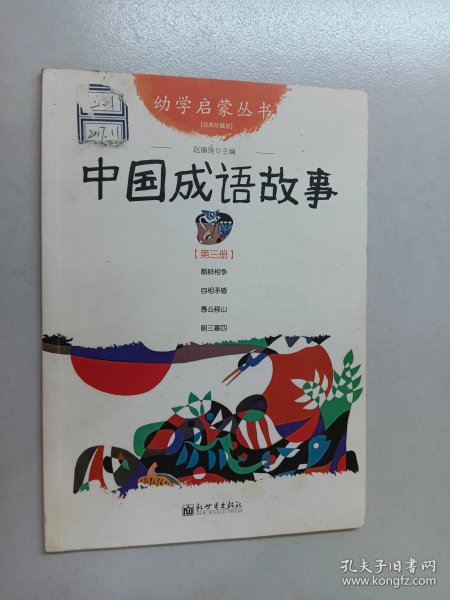 2017.11
幼学启蒙丛书
【经典珍藏版】
赵镇琬 主编
中国成语故事
【第三册】
鹬蚌相争
自相矛盾
愚公移山
朝三暮四
新世界出版社
NEW WORLD PRESS
孔夫子旧书网
www.kongfz.com